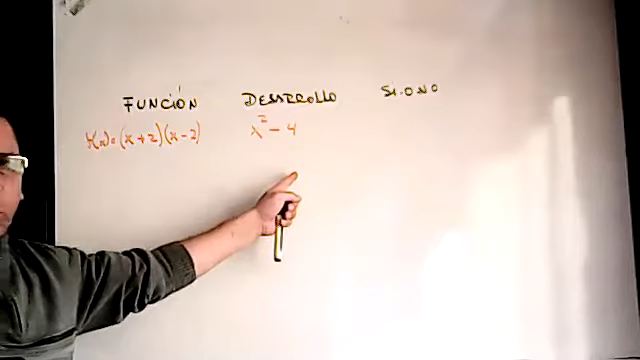 FUNCIÓN DESARROLLO SI.O NO
f(x)=(x+2)(x-2) x²-4